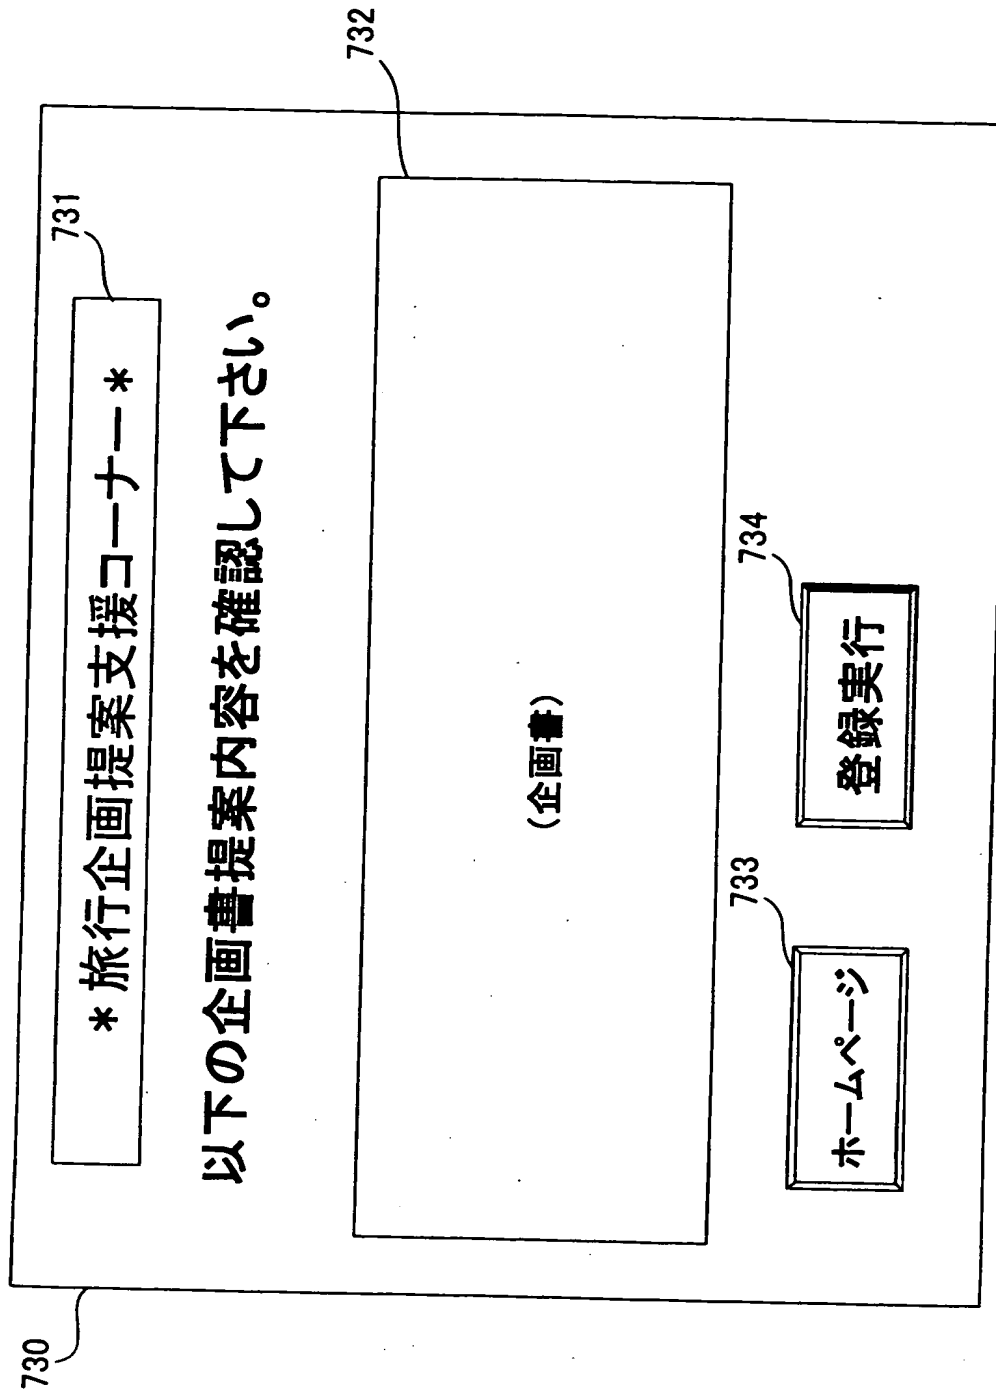 730
731
*旅行企画提案支援コーナー*
以下の企画書提案内容を確認して下さい。
732
(企画書)
733
ホームページ
734
登録実行